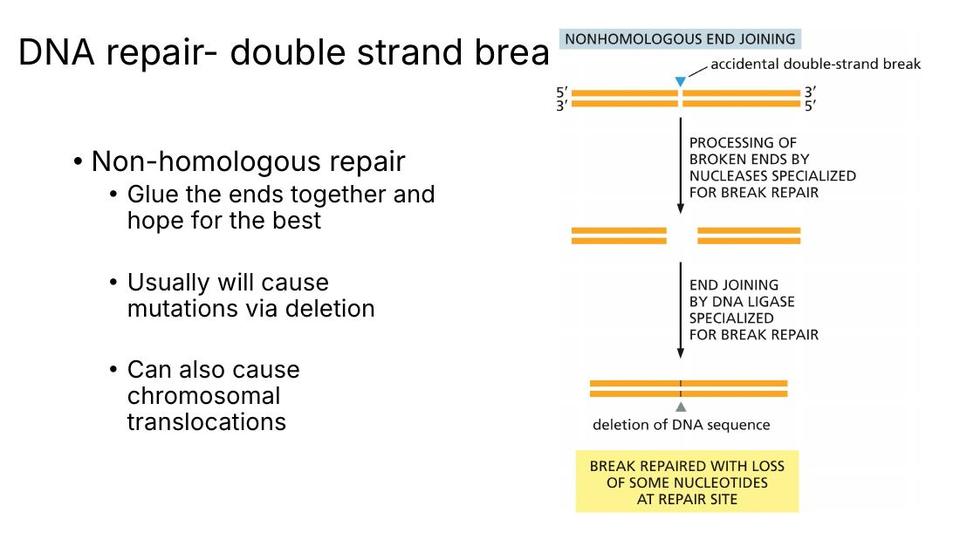 DNA repair- double strand brea
• Non-homologous repair
• Glue the ends together and
hope for the best
• Usually will cause
mutations via deletion
• Can also cause
chromosomal
translocations
NONHOMOLOGOUS END JOINING
accidental double-strand break
5′ 3′
3′ 5′
PROCESSING OF
BROKEN ENDS BY
NUCLEASES SPECIALIZED
FOR BREAK REPAIR
END JOINING
BY DNA LIGASE
SPECIALIZED
FOR BREAK REPAIR
deletion of DNA sequence
BREAK REPAIRED WITH LOSS
OF SOME NUCLEOTIDES
AT REPAIR SITE